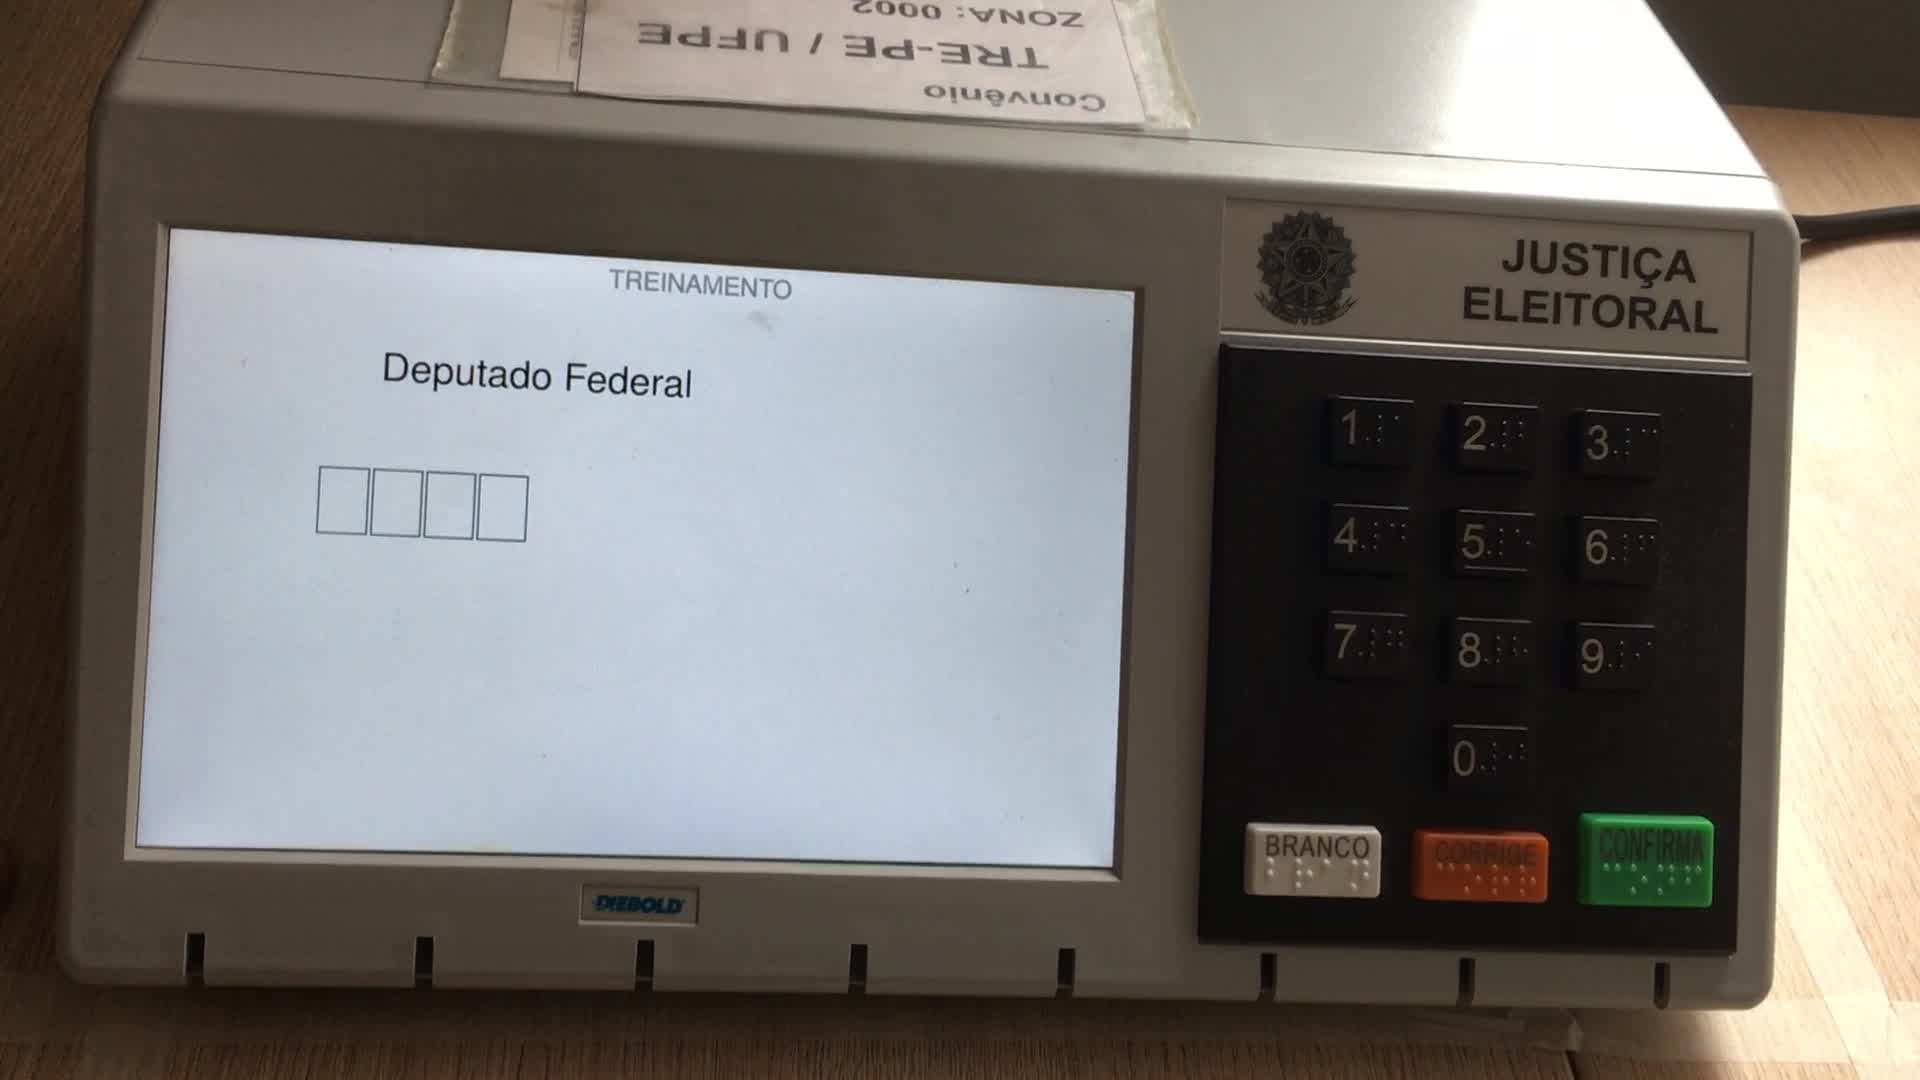 ZONA: 0002
TRE-PE / UFPE
Convênio
JUSTIÇA
ELEITORAL
TREINAMENTO
Deputado Federal
1 2 3
4 5 6
7 8 9
0
BRANCO CORRIGE CONFIRMA
DIEBOLD